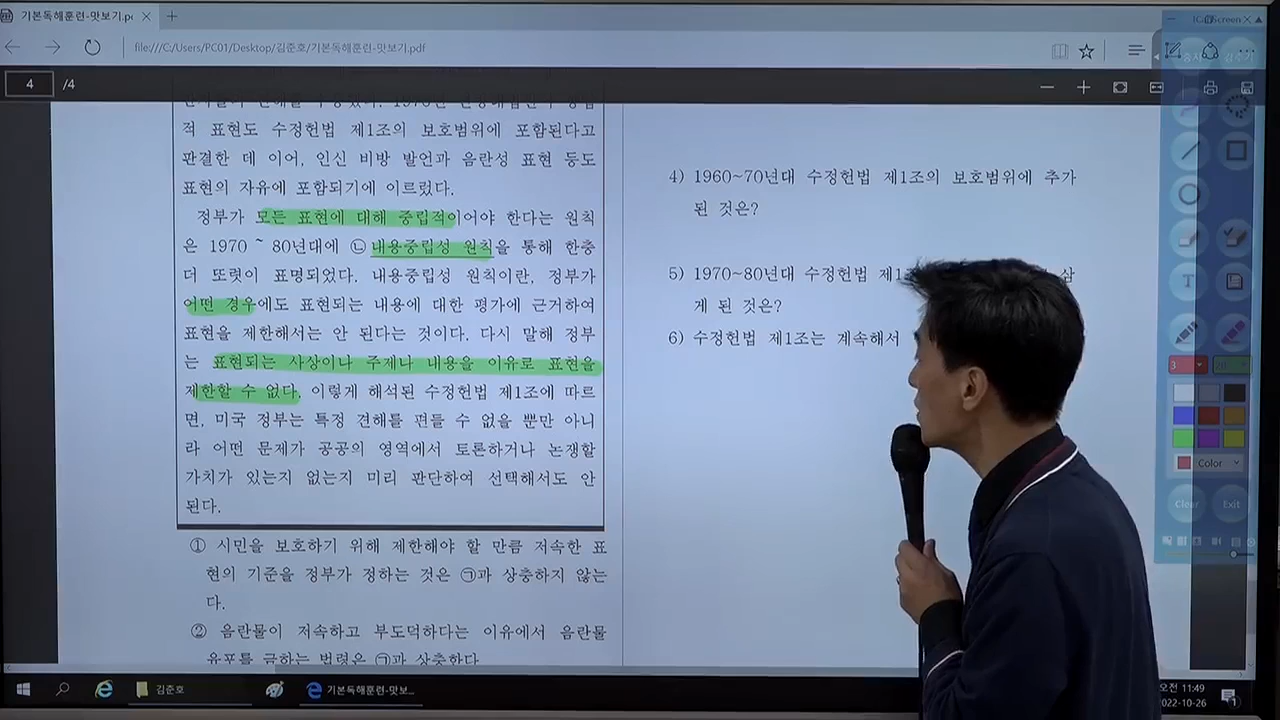 기본독해훈련-맛보기.pc
file:///C:/Users/PC01/Desktop/김준호/기본독해훈련-맛보기.pdf
4 /4
적 표현도 수정헌법 제1조의 보호범위에 포함된다고
판결한 데 이어, 인신 비방 발언과 음란성 표현 등도
표현의 자유에 포함되기에 이르렀다.
정부가 모든 표현에 대해 중립적이어야 한다는 원칙
은 1970 ~ 80년대에 ㉡ 내용중립성 원칙을 통해 한층
더 또렷이 표명되었다. 내용중립성 원칙이란, 정부가
어떤 경우에도 표현되는 내용에 대한 평가에 근거하여
표현을 제한해서는 안 된다는 것이다. 다시 말해 정부
는 표현되는 사상이나 주제나 내용을 이유로 표현을
제한할 수 없다. 이렇게 해석된 수정헌법 제1조에 따르
면, 미국 정부는 특정 견해를 편들 수 없을 뿐만 아니
라 어떤 문제가 공공의 영역에서 토론하거나 논쟁할
가치가 있는지 없는지 미리 판단하여 선택해서도 안
된다.
① 시민을 보호하기 위해 제한해야 할 만큼 저속한 표
현의 기준을 정부가 정하는 것은 ㉠과 상충하지 않는
다.
② 음란물이 저속하고 부도덕하다는 이유에서 음란물
유포를 금하는 법령은 ㉠과 상충한다
4) 1960~70년대 수정헌법 제1조의 보호범위에 추가
된 것은?
5) 1970~80년대 수정헌법 제1 삼
게 된 것은?
6) 수정헌법 제1조는 계속해서
T
3
Color
Clear Exit
김준호
기본독해훈련-맛보...
오전 11:49
022-10-26